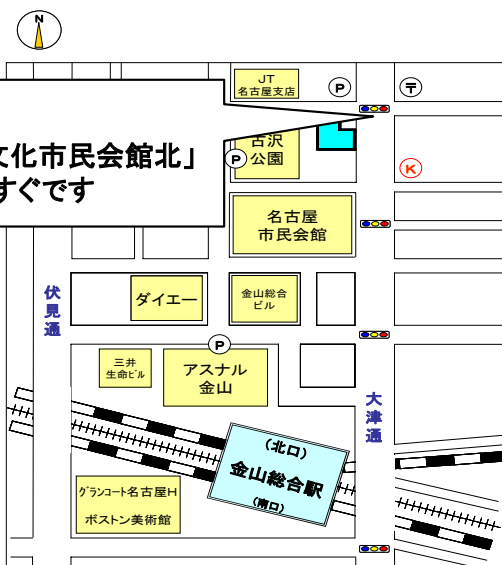 N
JT
名古屋支店
P
〒
文化市民会館北」
すぐです
古沢
公園
P
K
名古屋
市民会館
伏見通
ダイエー
金山総合
ビル
P
三井
生命ビル
アスナル
金山
大津通
(北口)
金山総合駅
(南口)
グランコート名古屋H
ボストン美術館